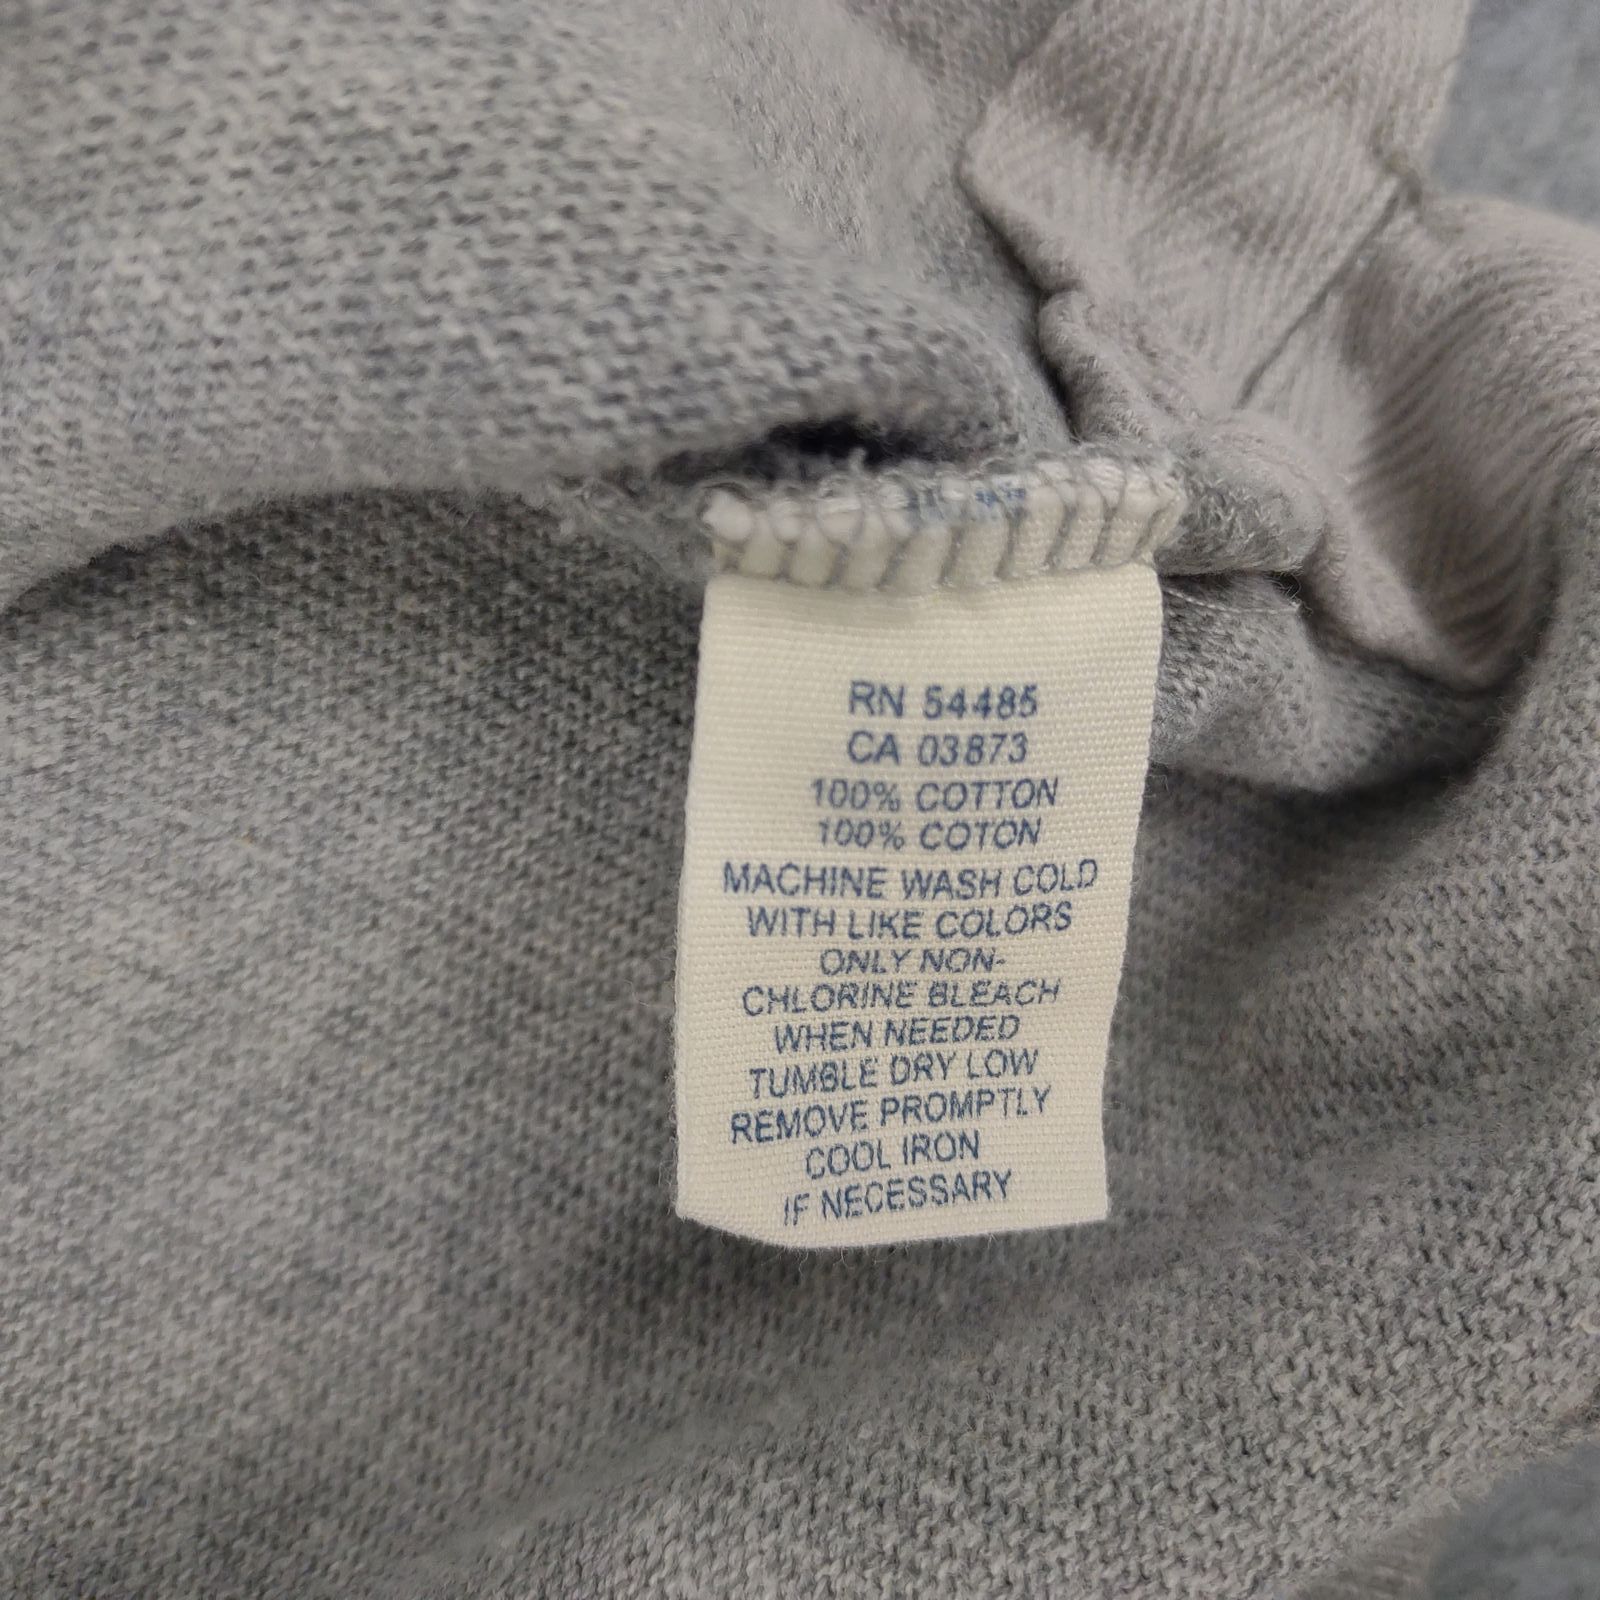 RN 54485
CA 03873
100% COTTON
100% COTON
MACHINE WASH COLD
WITH LIKE COLORS
ONLY NON-
CHLORINE BLEACH
WHEN NEEDED
TUMBLE DRY LOW
REMOVE PROMPTLY
COOL IRON
IF NECESSARY